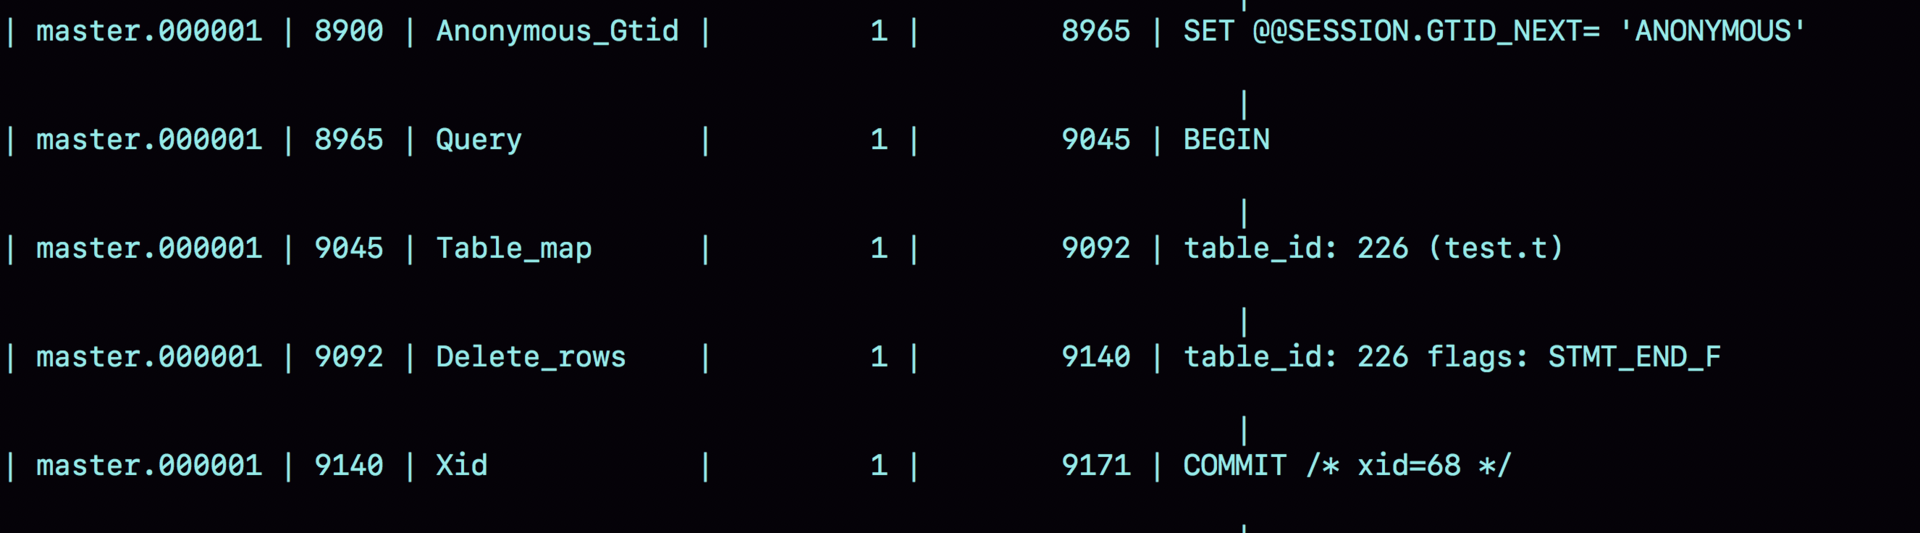 | master.000001 | 8900 | Anonymous_Gtid | 1 | 8965 | SET @@SESSION.GTID_NEXT= 'ANONYMOUS'
|
| master.000001 | 8965 | Query | 1 | 9045 | BEGIN
|
| master.000001 | 9045 | Table_map | 1 | 9092 | table_id: 226 (test.t)
|
| master.000001 | 9092 | Delete_rows | 1 | 9140 | table_id: 226 flags: STMT_END_F
|
| master.000001 | 9140 | Xid | 1 | 9171 | COMMIT /* xid=68 */